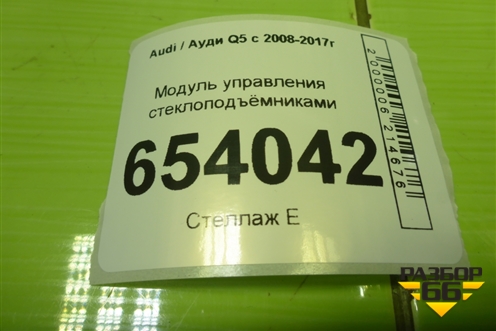 Audi / Ауди Q5 с 2008-2017г
Модуль управления
стеклоподъёмниками
654042
Стеллаж Е
2000006214676
РАЗБОР
66